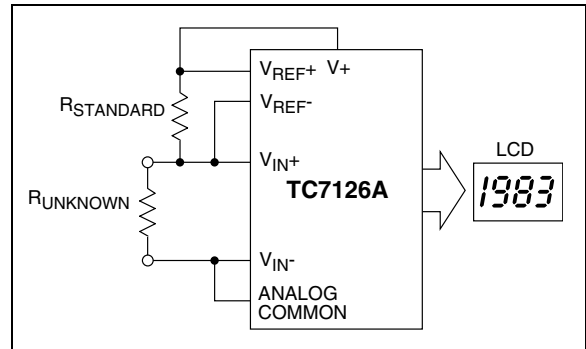 VREF+ V+
RSTANDARD
VREF-
LCD
VIN+
TC7126A
1983
RUNKNOWN
VIN-
ANALOG
COMMON